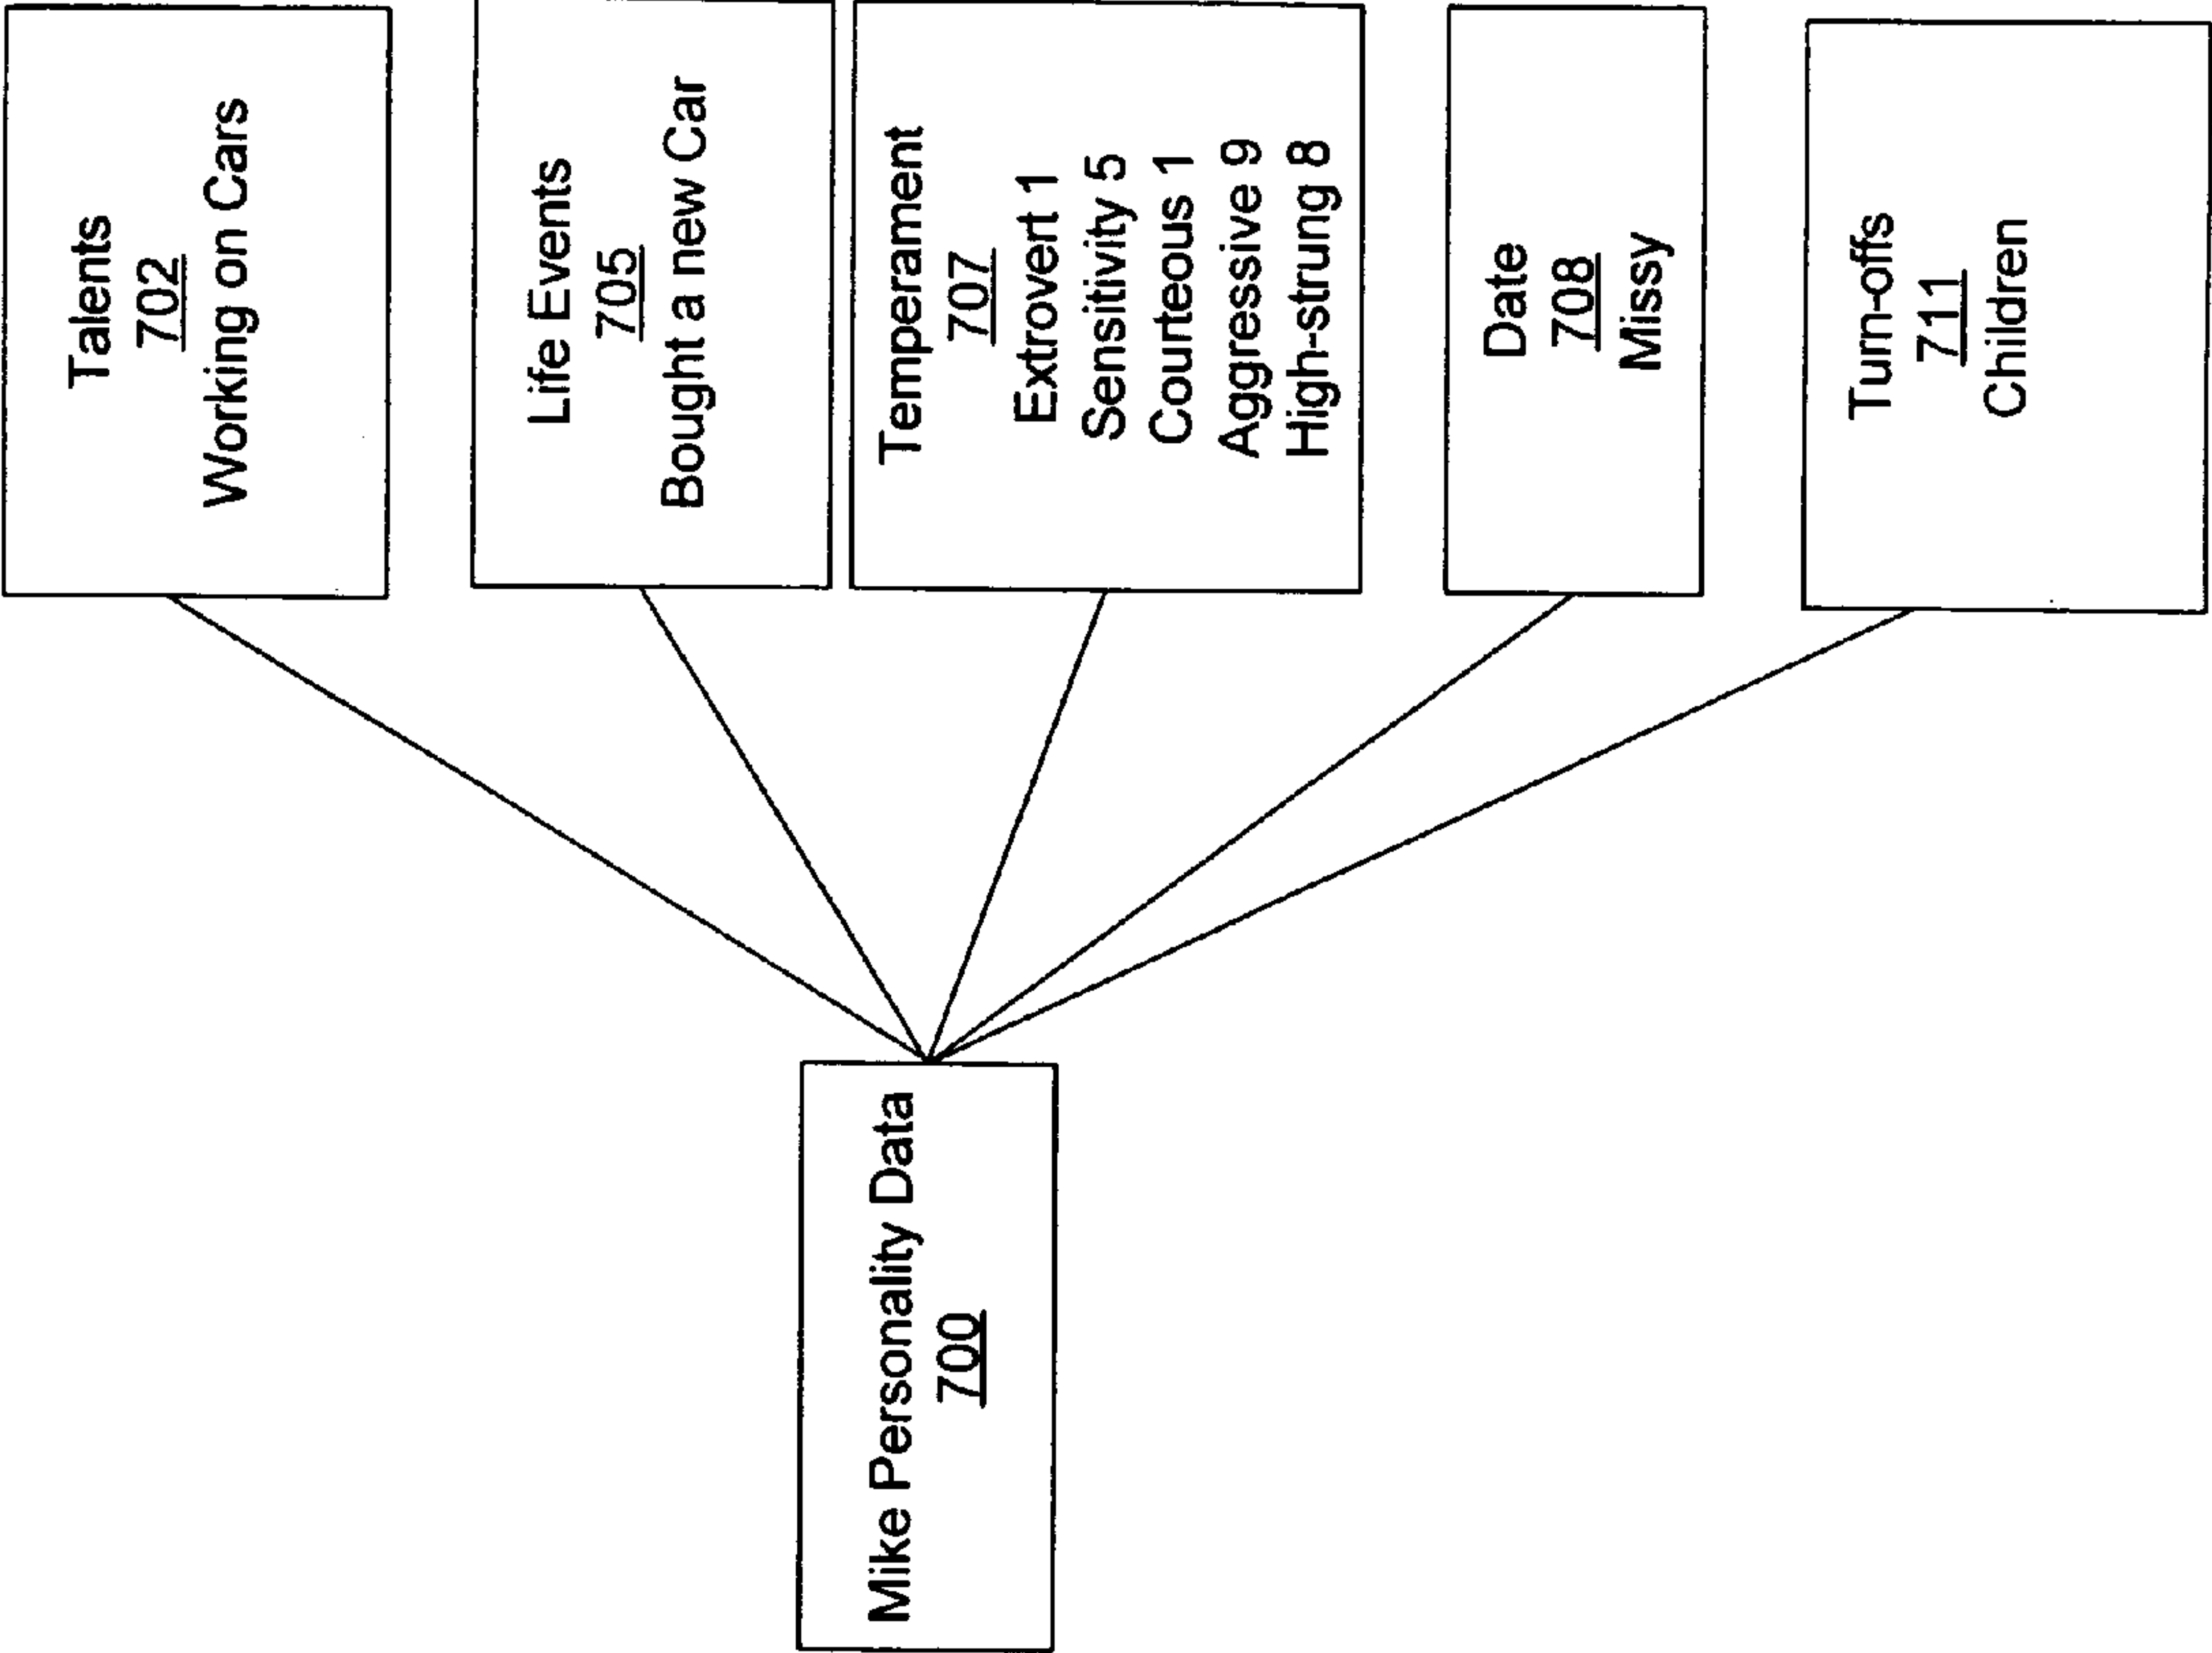 Mike Personality Data
700
Talents
702
Working on Cars
Life Events
705
Bought a new Car
Temperament
707
Extrovert 1
Sensitivity 5
Courteous 1
Aggressive 9
High-strung 8
Date
708
Missy
Turn-offs
711
Children